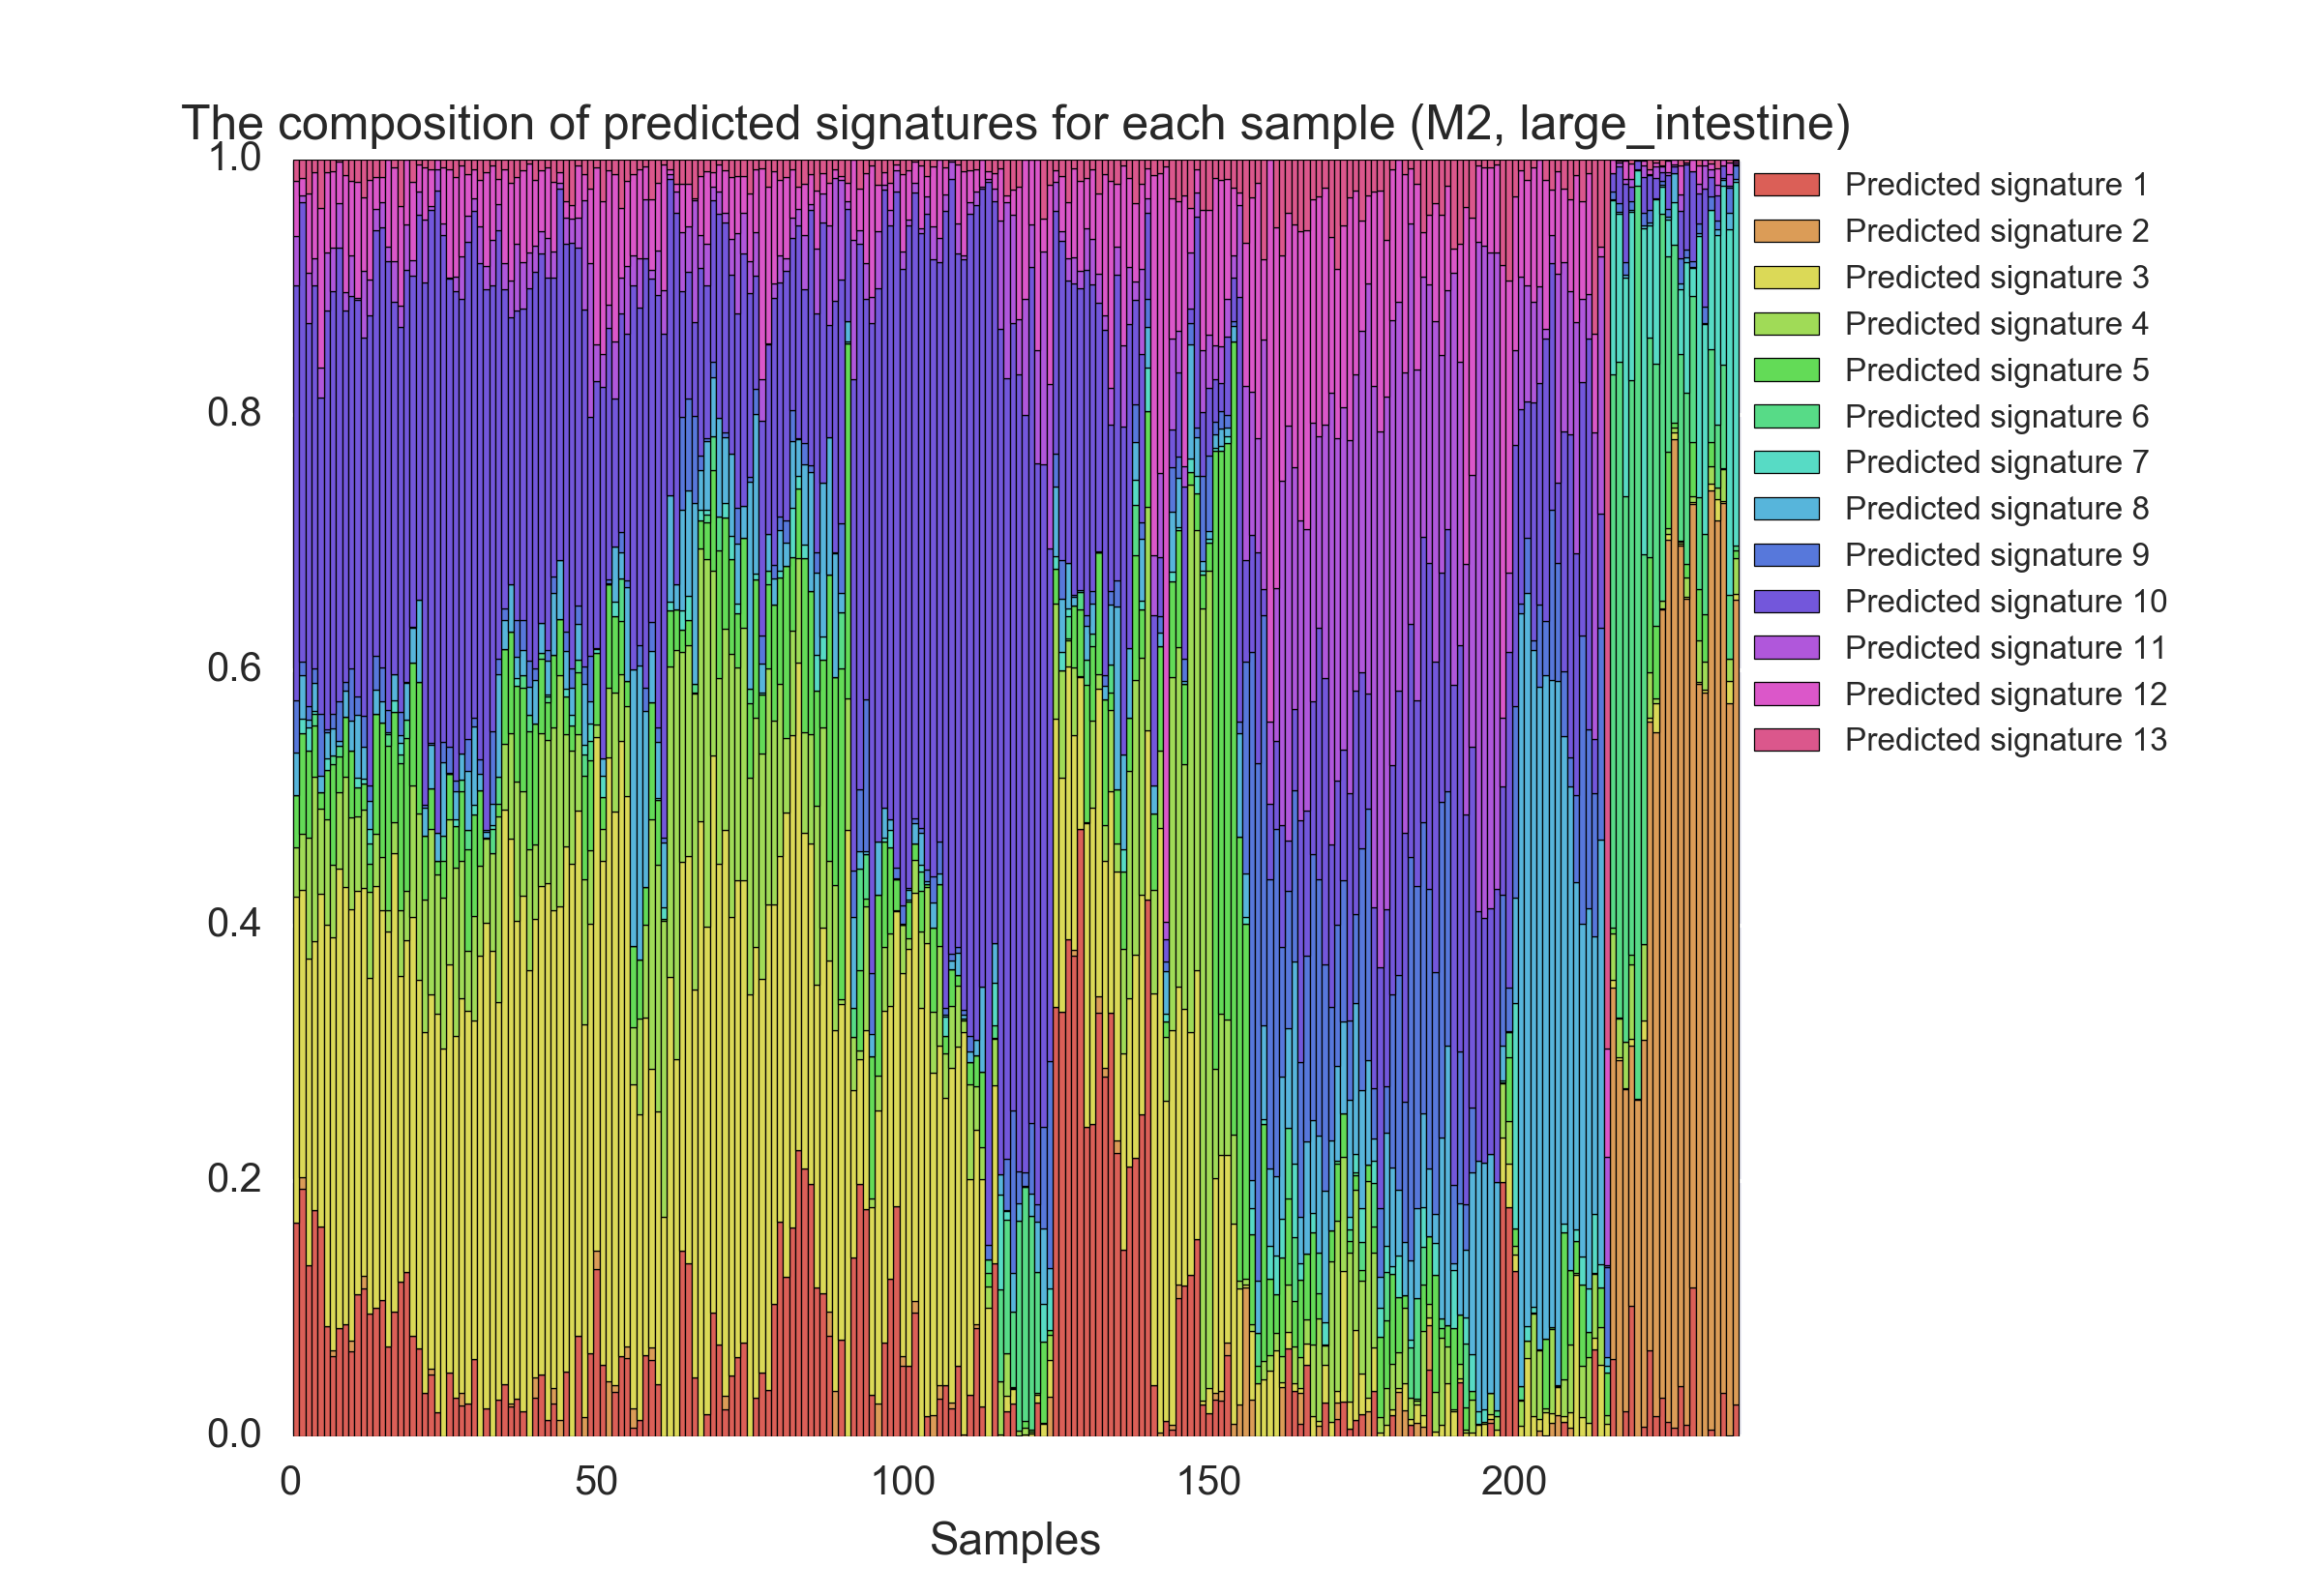 The composition of predicted signatures for each sample (M2, large_intestine)
1.0
0.8
0.6
0.4
0.2
0.0
0 50 100 150 200
Samples
Predicted signature 1
Predicted signature 2
Predicted signature 3
Predicted signature 4
Predicted signature 5
Predicted signature 6
Predicted signature 7
Predicted signature 8
Predicted signature 9
Predicted signature 10
Predicted signature 11
Predicted signature 12
Predicted signature 13